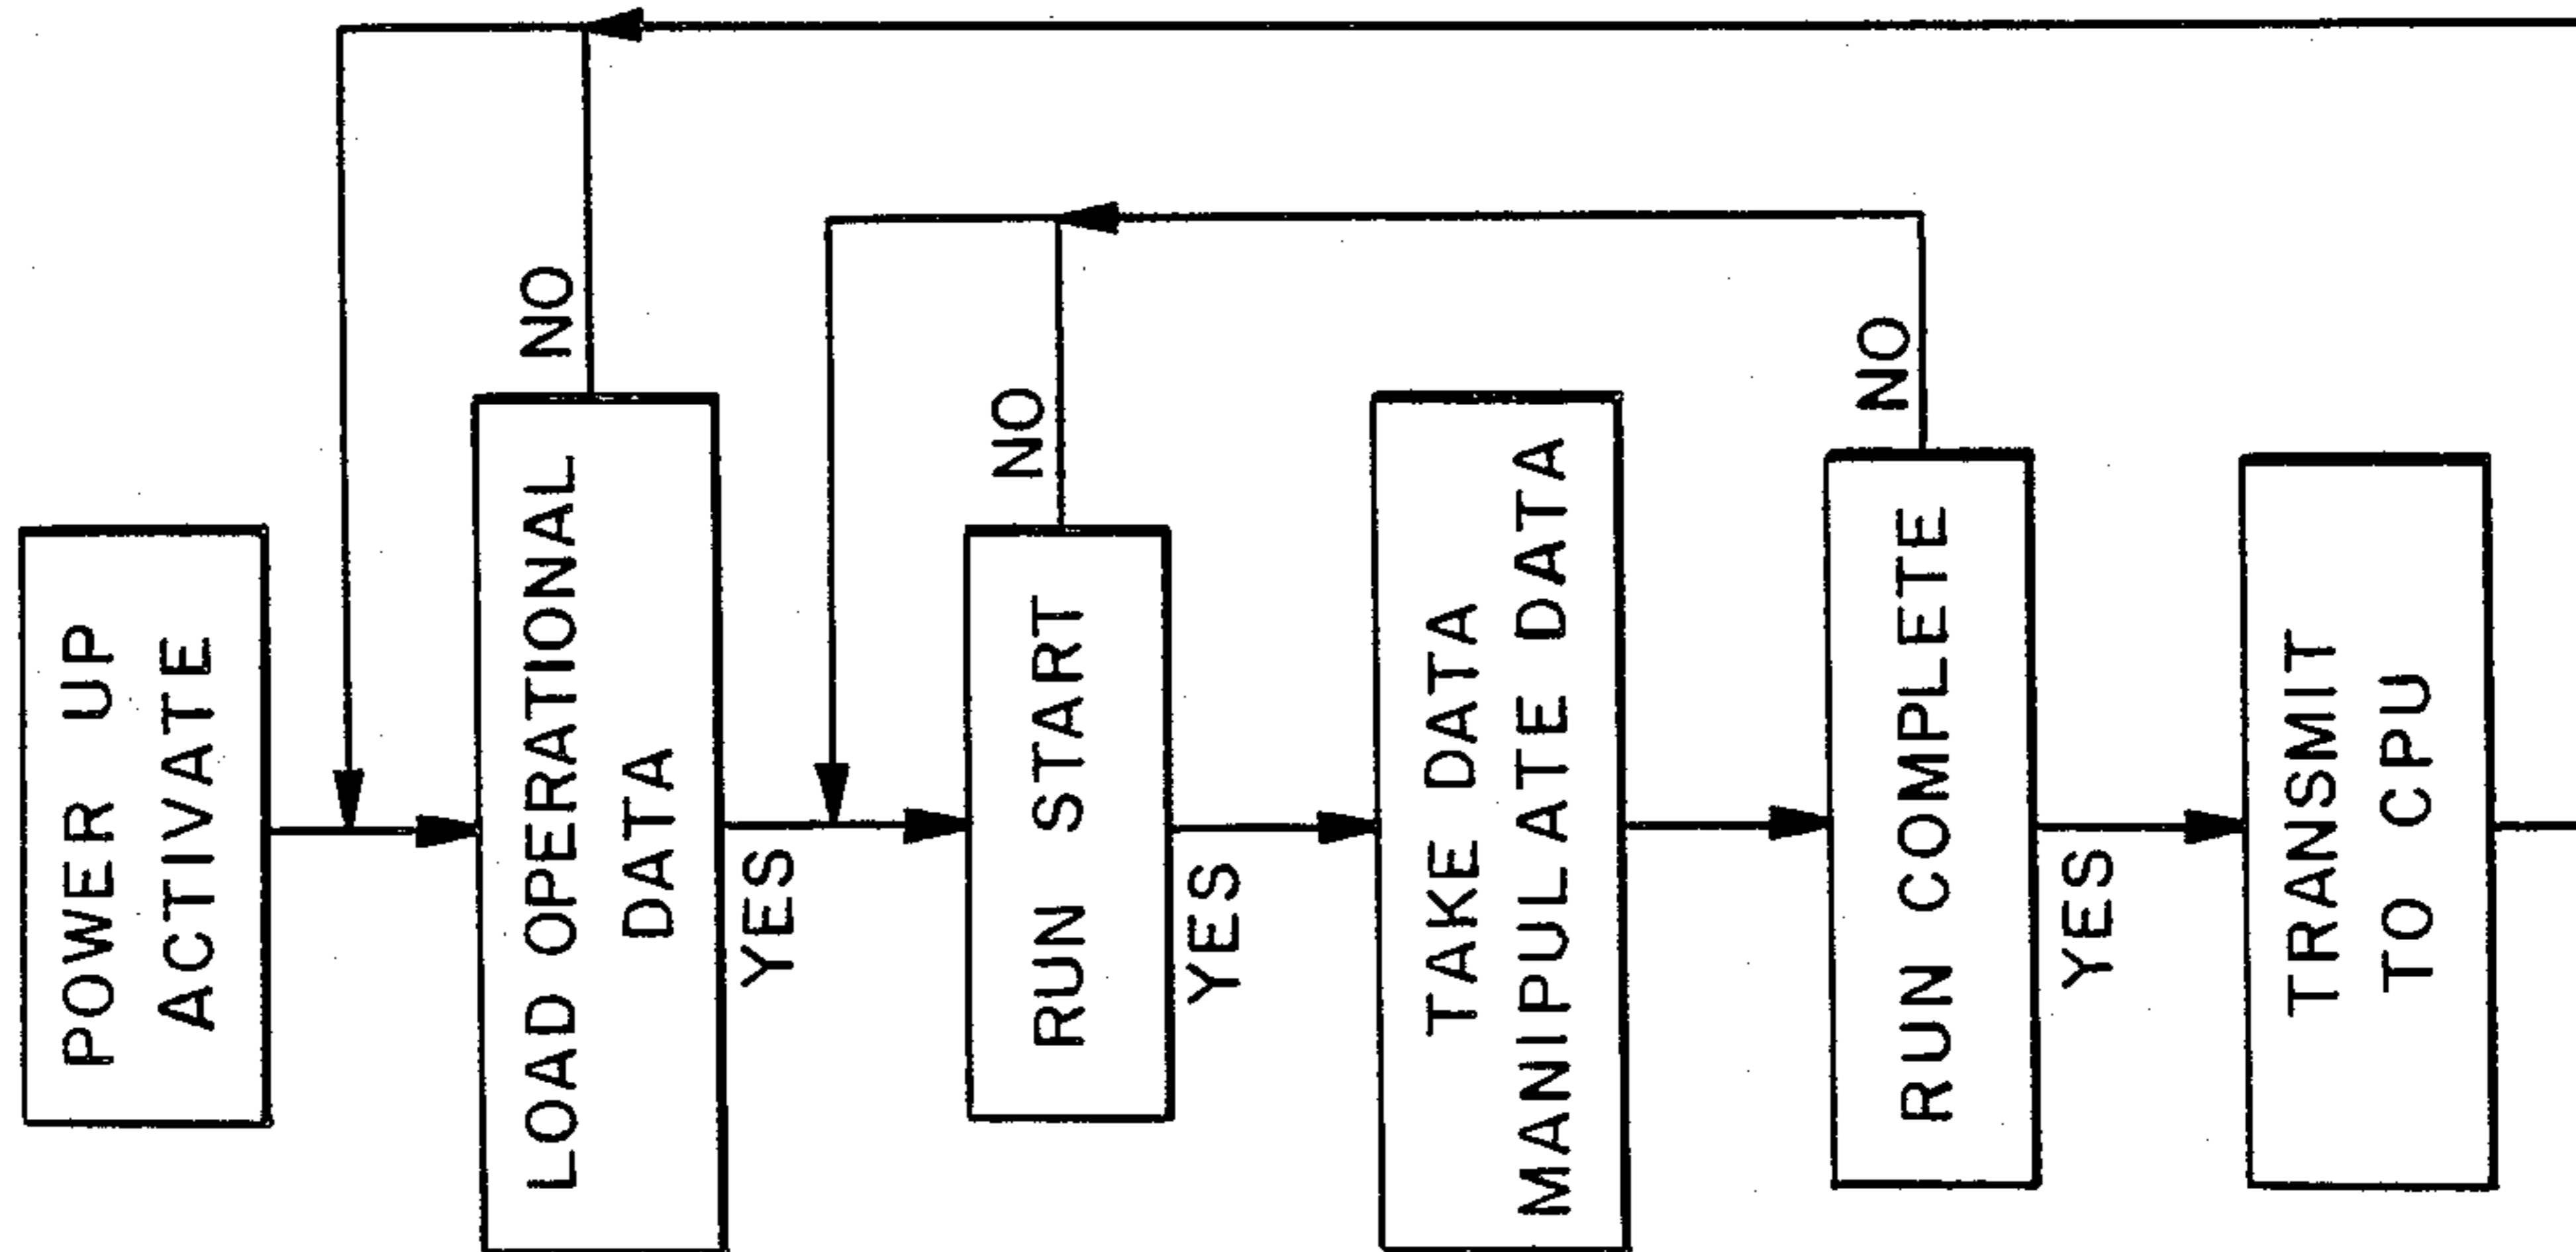 POWER UP
ACTIVATE
NO
LOAD OPERATIONAL
DATA
YES
NO
RUN START
YES
TAKE DATA
MANIPULATE DATA
NO
RUN COMPLETE
YES
TRANSMIT
TO CPU